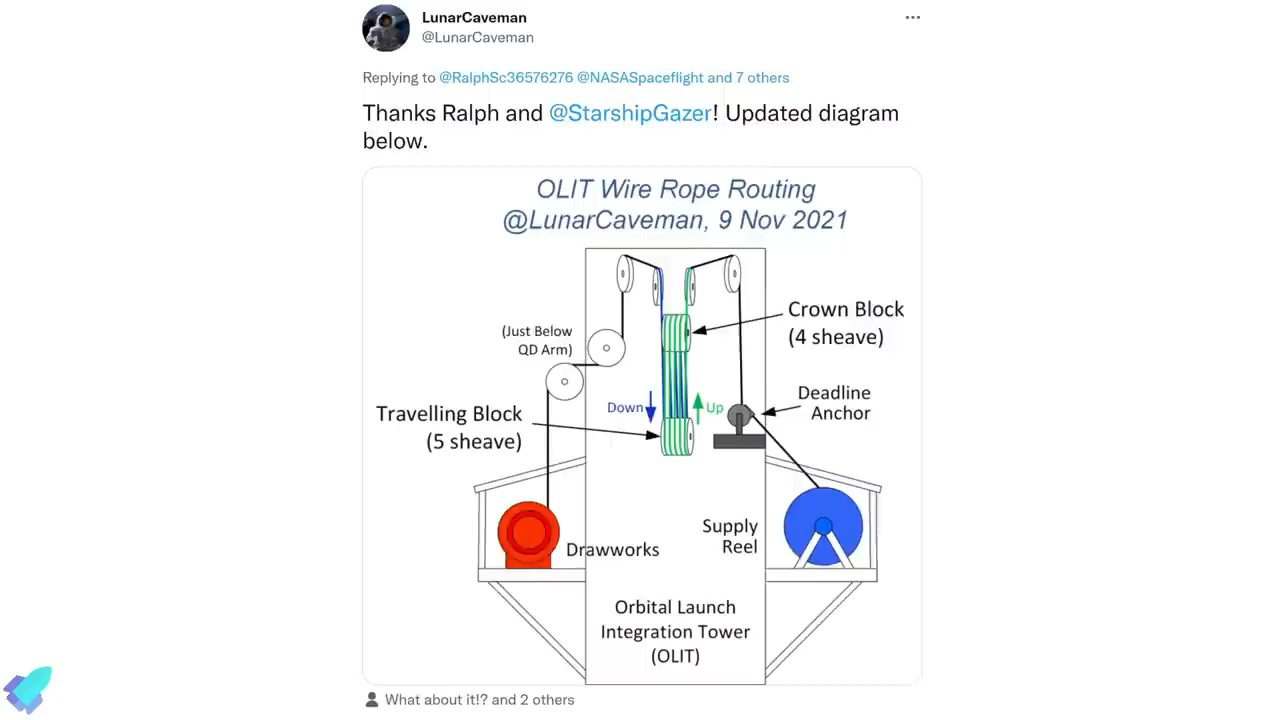 LunarCaveman
@LunarCaveman
Replying to @RalphSc36576276 @NASASpaceflight and 7 others
Thanks Ralph and @StarshipGazer! Updated diagram
below.
OLIT Wire Rope Routing
@LunarCaveman, 9 Nov 2021
Crown Block
(4 sheave)
(Just Below
QD Arm)
Deadline
Anchor
Down
Up
Travelling Block
(5 sheave)
Supply
Reel
Drawworks
Orbital Launch
Integration Tower
(OLIT)
What about it!? and 2 others